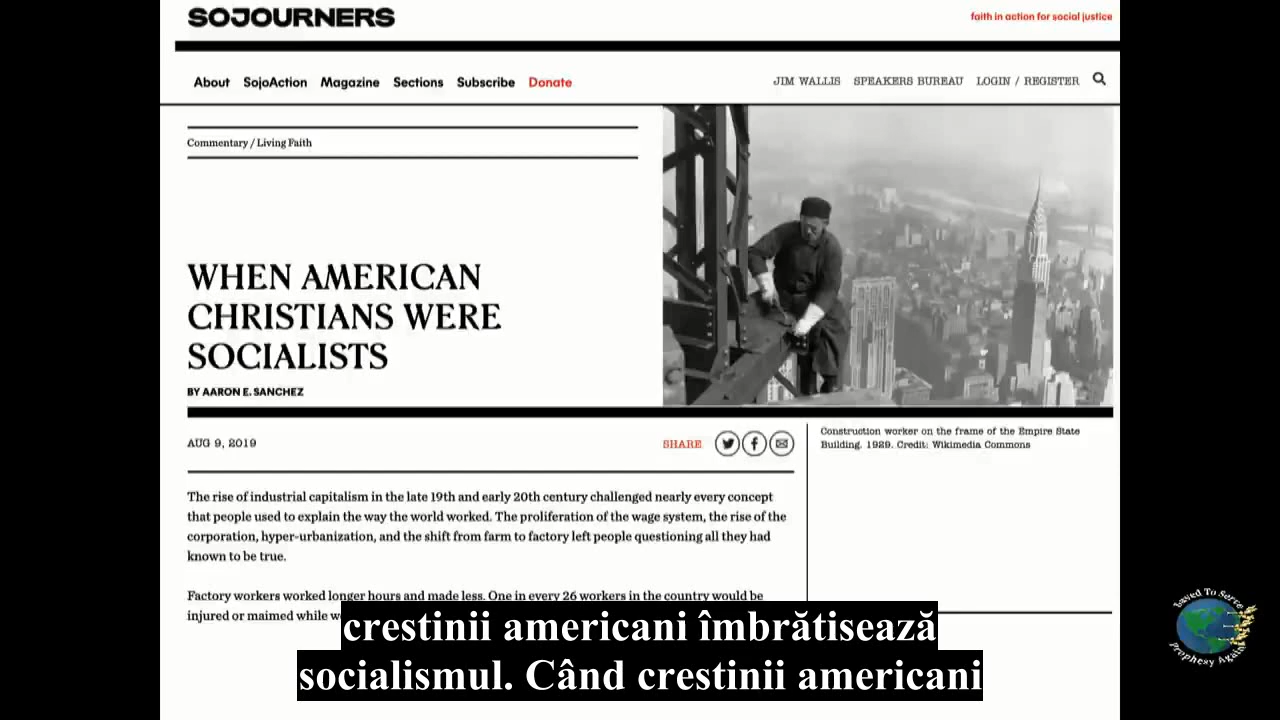 SOJOURNERS
faith in action for social justice
About SojoAction Magazine Sections Subscribe Donate
JIM WALLIS SPEAKERS BUREAU LOGIN / REGISTER
Commentary / Living Faith
WHEN AMERICAN
CHRISTIANS WERE
SOCIALISTS
BY AARON E. SANCHEZ
AUG 9, 2019
SHARE
Construction worker on the frame of the Empire State
Building. 1929. Credit: Wikimedia Commons
The rise of industrial capitalism in the late 19th and early 20th century challenged nearly every concept
that people used to explain the way the world worked. The proliferation of the wage system, the rise of the
corporation, hyper-urbanization, and the shift from farm to factory left people questioning all they had
known to be true.
Factory workers worked longer hours and made less. One in every 26 workers in the country would be
injured or maimed while
crestinii americani îmbrătisează
socialismul. Când crestinii americani
To Serve
Prophesy Again